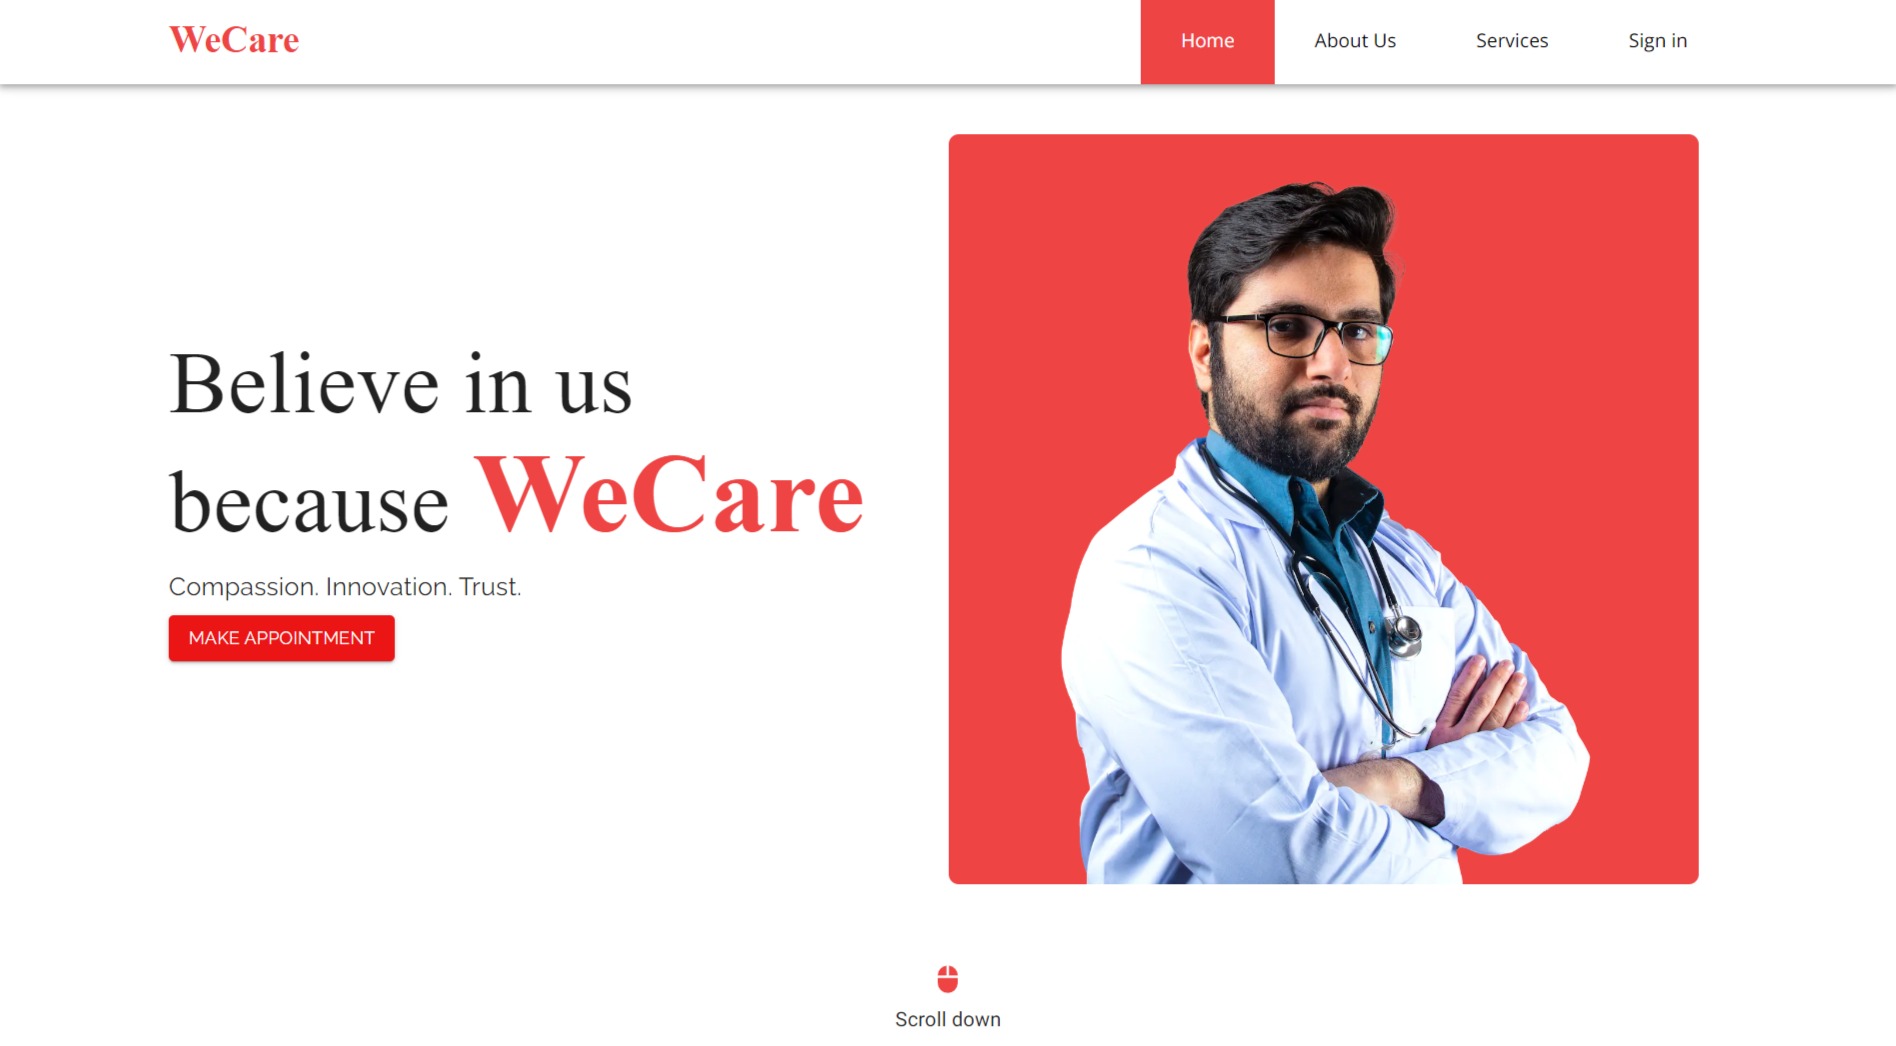 WeCare
Home
About Us
Services
Sign in
Believe in us
because WeCare
Compassion. Innovation. Trust.
MAKE APPOINTMENT
Scroll down